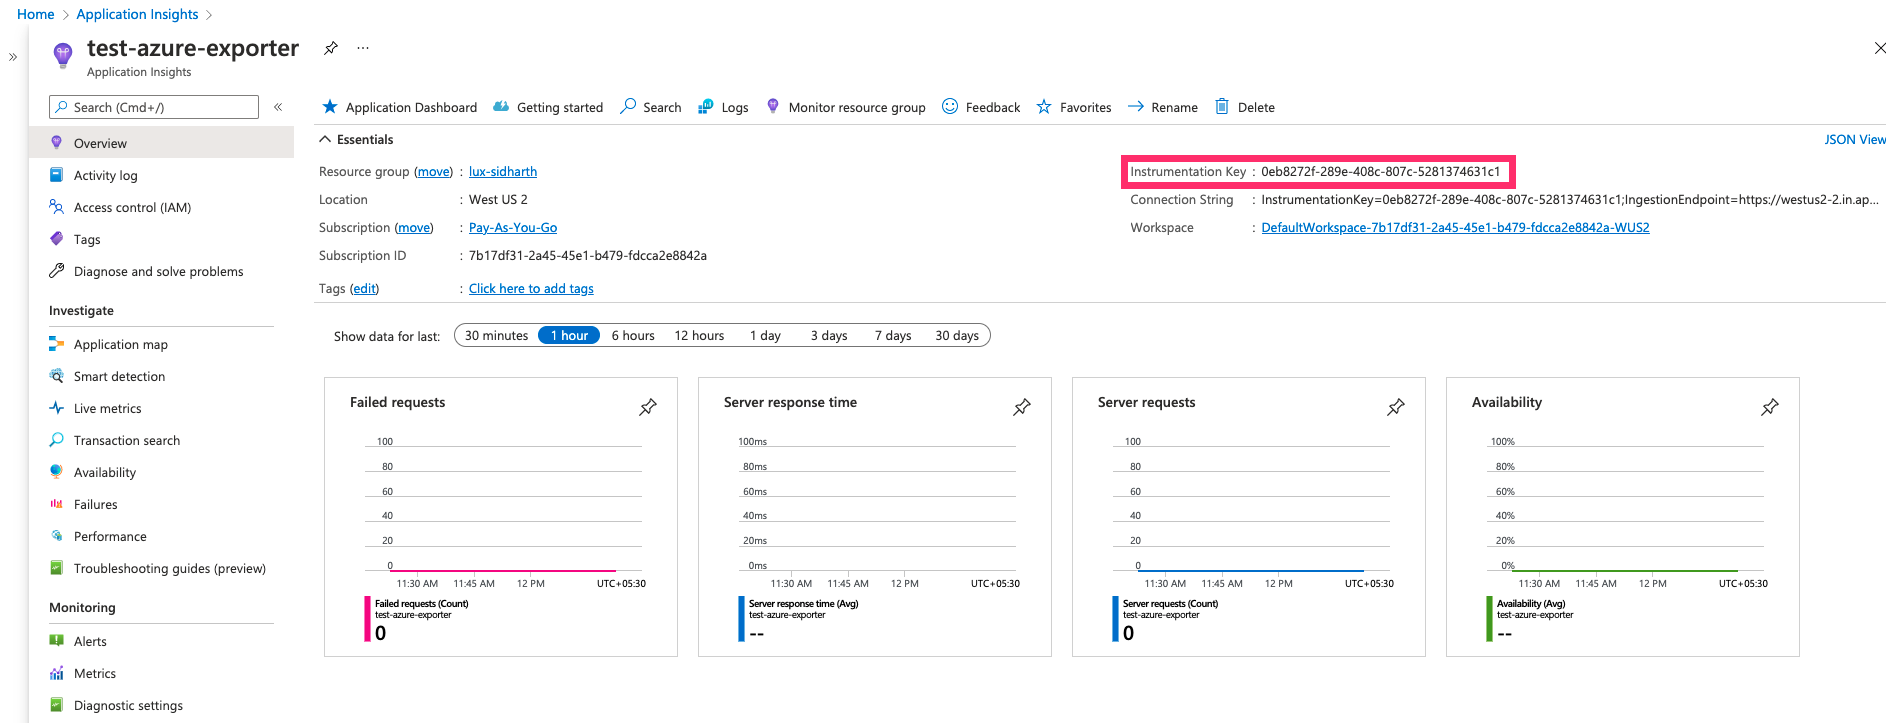 Home > Application Insights >
»
test-azure-exporter
...
Application Insights
Search (Cmd+/)
«
Overview
Activity log
Access control (IAM)
Tags
Diagnose and solve problems
Investigate
Application map
Smart detection
Live metrics
Transaction search
Availability
Failures
Performance
Troubleshooting guides (preview)
Monitoring
Alerts
Metrics
Diagnostic settings
Application Dashboard Getting started Search Logs Monitor resource group Feedback Favorites Rename Delete
Essentials
JSON View
Resource group (move) : lux-sidharth
Location : West US 2
Subscription (move) : Pay-As-You-Go
Subscription ID : 7b17df31-2a45-45e1-b479-fdcca2e8842a
Tags (edit) : Click here to add tags
Instrumentation Key : 0eb8272f-289e-408c-807c-5281374631c1
Connection String : InstrumentationKey=0eb8272f-289e-408c-807c-5281374631c1;IngestionEndpoint=https://westus2-2.in.ap...
Workspace : DefaultWorkspace-7b17df31-2a45-45e1-b479-fdcca2e8842a-WUS2
Show data for last: 30 minutes 1 hour 6 hours 12 hours 1 day 3 days 7 days 30 days
Failed requests
100
80
60
40
20
0
11:30 AM 11:45 AM 12 PM UTC+05:30
Failed requests (Count)
test-azure-exporter
0
Server response time
100ms
80ms
60ms
40ms
20ms
0ms
11:30 AM 11:45 AM 12 PM UTC+05:30
Server response time (Avg)
test-azure-exporter
--
Server requests
100
80
60
40
20
0
11:30 AM 11:45 AM 12 PM UTC+05:30
Server requests (Count)
test-azure-exporter
0
Availability
100%
80%
60%
40%
20%
0%
11:30 AM 11:45 AM 12 PM UTC+05:30
Availability (Avg)
test-azure-exporter
--